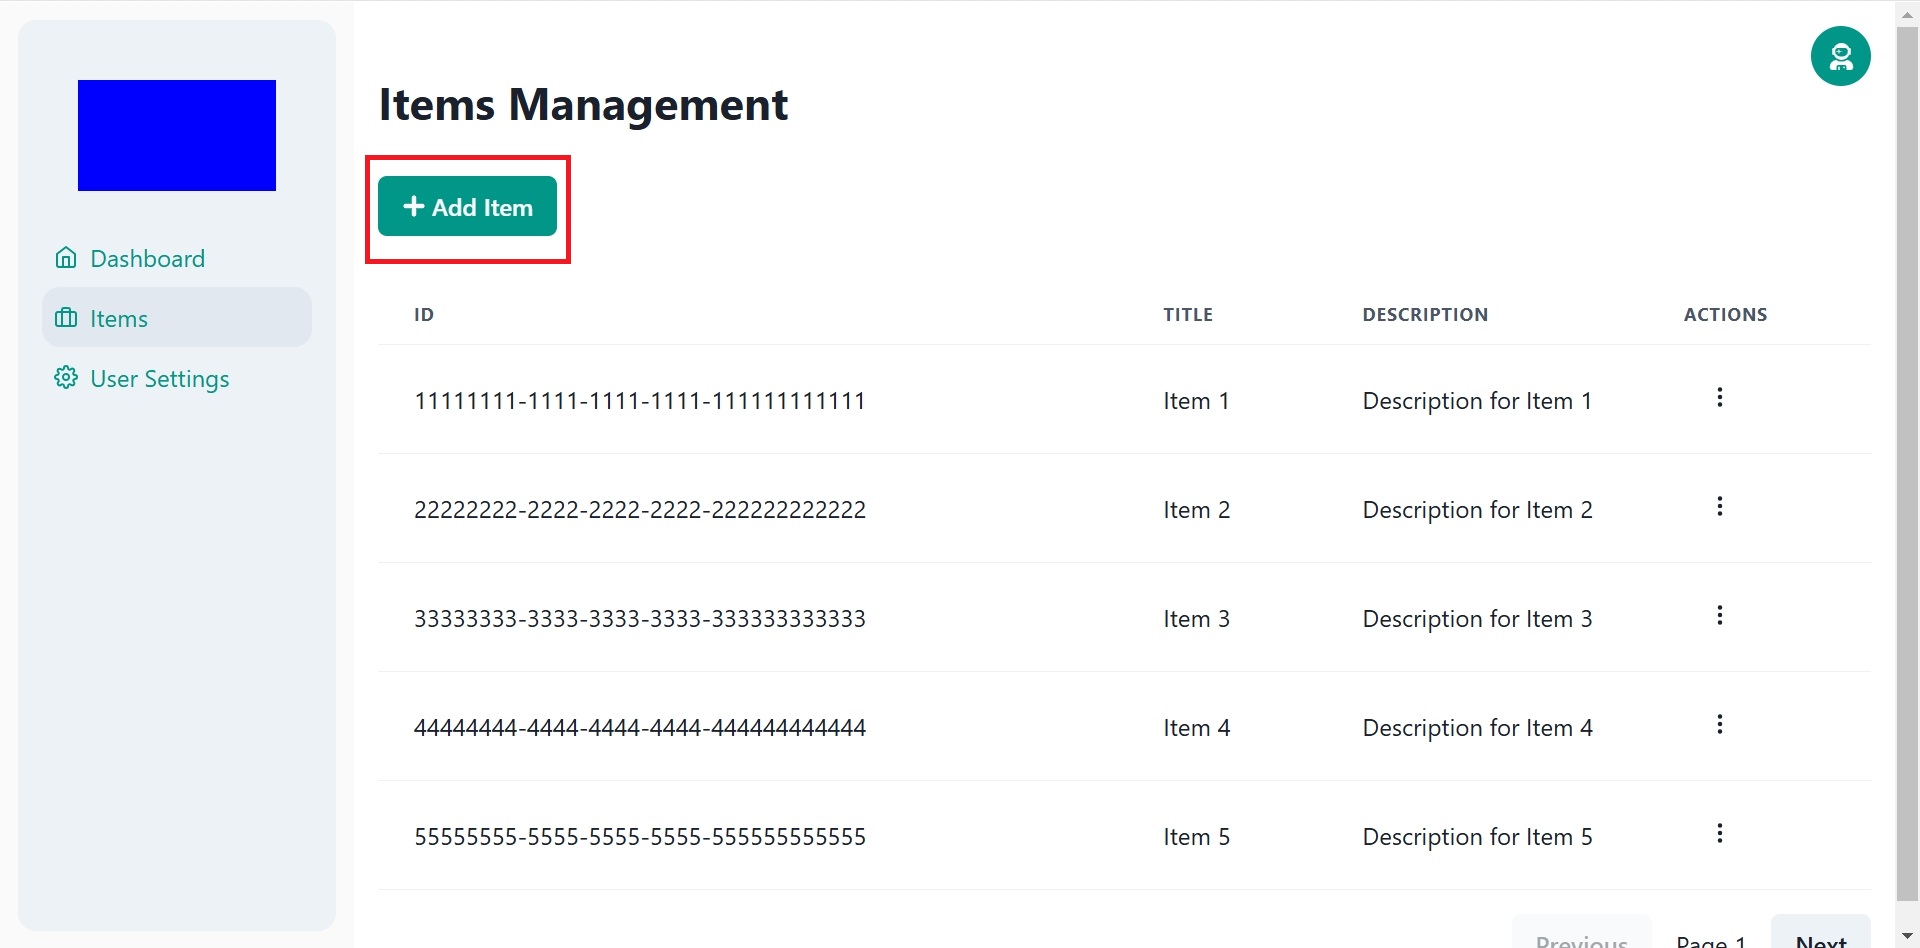 Items Management
+ Add Item
Dashboard
Items
User Settings
ID TITLE DESCRIPTION ACTIONS
11111111-1111-1111-1111-111111111111 Item 1 Description for Item 1
22222222-2222-2222-2222-222222222222 Item 2 Description for Item 2
33333333-3333-3333-3333-333333333333 Item 3 Description for Item 3
44444444-4444-4444-4444-444444444444 Item 4 Description for Item 4
55555555-5555-5555-5555-555555555555 Item 5 Description for Item 5
Previous Page 1 Next